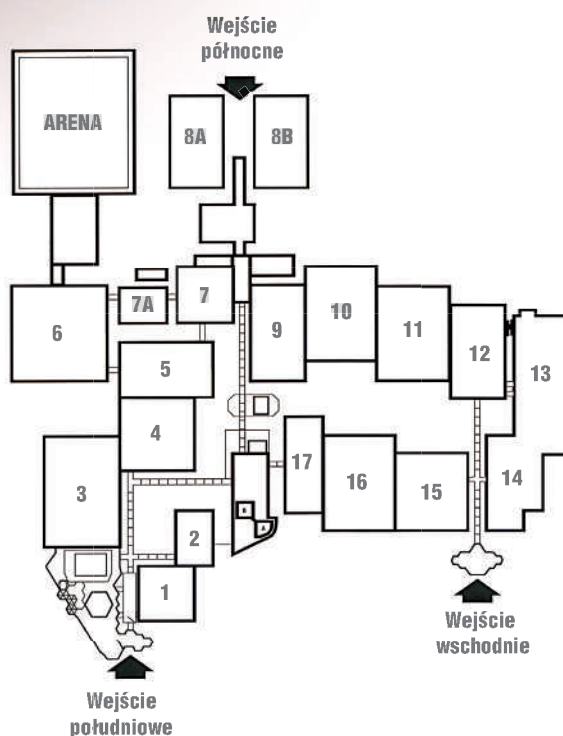 Wejście
północne
ARENA
8A
8B
6
7A
7
9
10
11
12
13
5
4
3
17
16
15
14
2
B
A
1
Wejście
wschodnie
Wejście
południowe